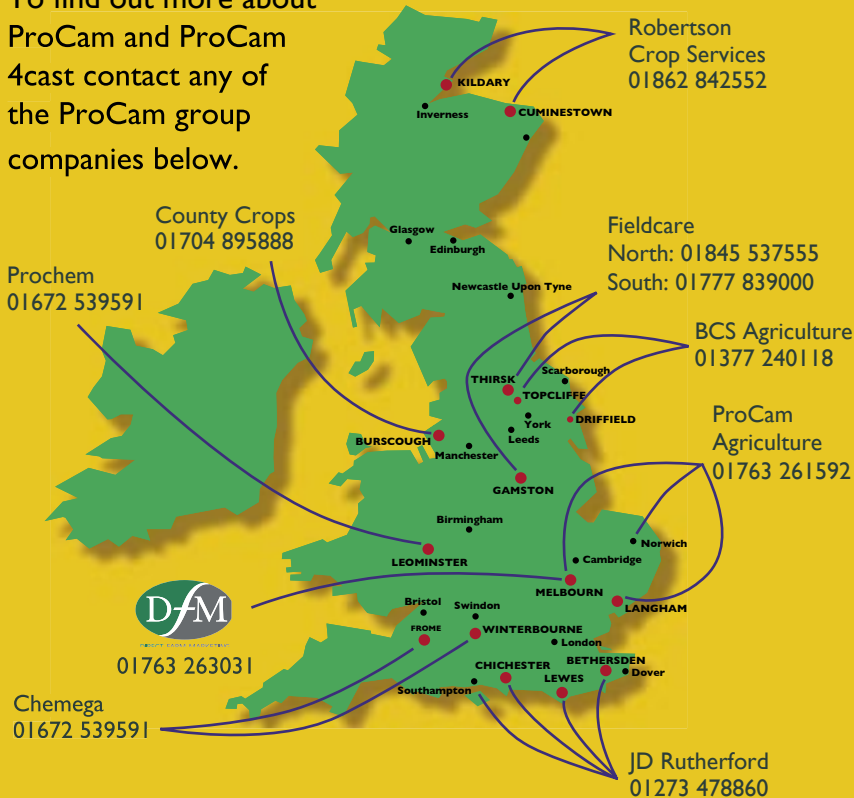 To find out more about
ProCam and ProCam
4cast contact any of
the ProCam group
companies below.
Robertson
Crop Services
01862 842552
KILDARY
Inverness
CUMINESTOWN
County Crops
01704 895888
Glasgow
Edinburgh
Fieldcare
North: 01845 537555
South: 01777 839000
Prochem
01672 539591
Newcastle Upon Tyne
BCS Agriculture
01377 240118
Scarborough
THIRSK
TOPCLIFFE
DRIFFIELD
York
Leeds
BURSCOUGH
Manchester
ProCam
Agriculture
01763 261592
GAMSTON
Birmingham
Norwich
LEOMINSTER
Cambridge
MELBOURN
LANGHAM
DfM
DIRECT FARM MARKETING
01763 263031
Bristol
Swindon
FROME
WINTERBOURNE
London
CHICHESTER
BETHERSDEN
Dover
LEWES
Southampton
Chemega
01672 539591
JD Rutherford
01273 478860